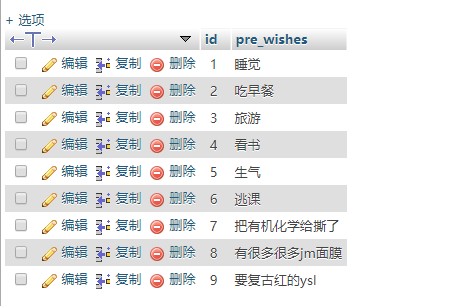 + 选项
id pre_wishes
编辑 复制 删除 1 睡觉
编辑 复制 删除 2 吃早餐
编辑 复制 删除 3 旅游
编辑 复制 删除 4 看书
编辑 复制 删除 5 生气
编辑 复制 删除 6 逃课
编辑 复制 删除 7 把有机化学给撕了
编辑 复制 删除 8 有很多很多jm面膜
编辑 复制 删除 9 要复古红的ysl